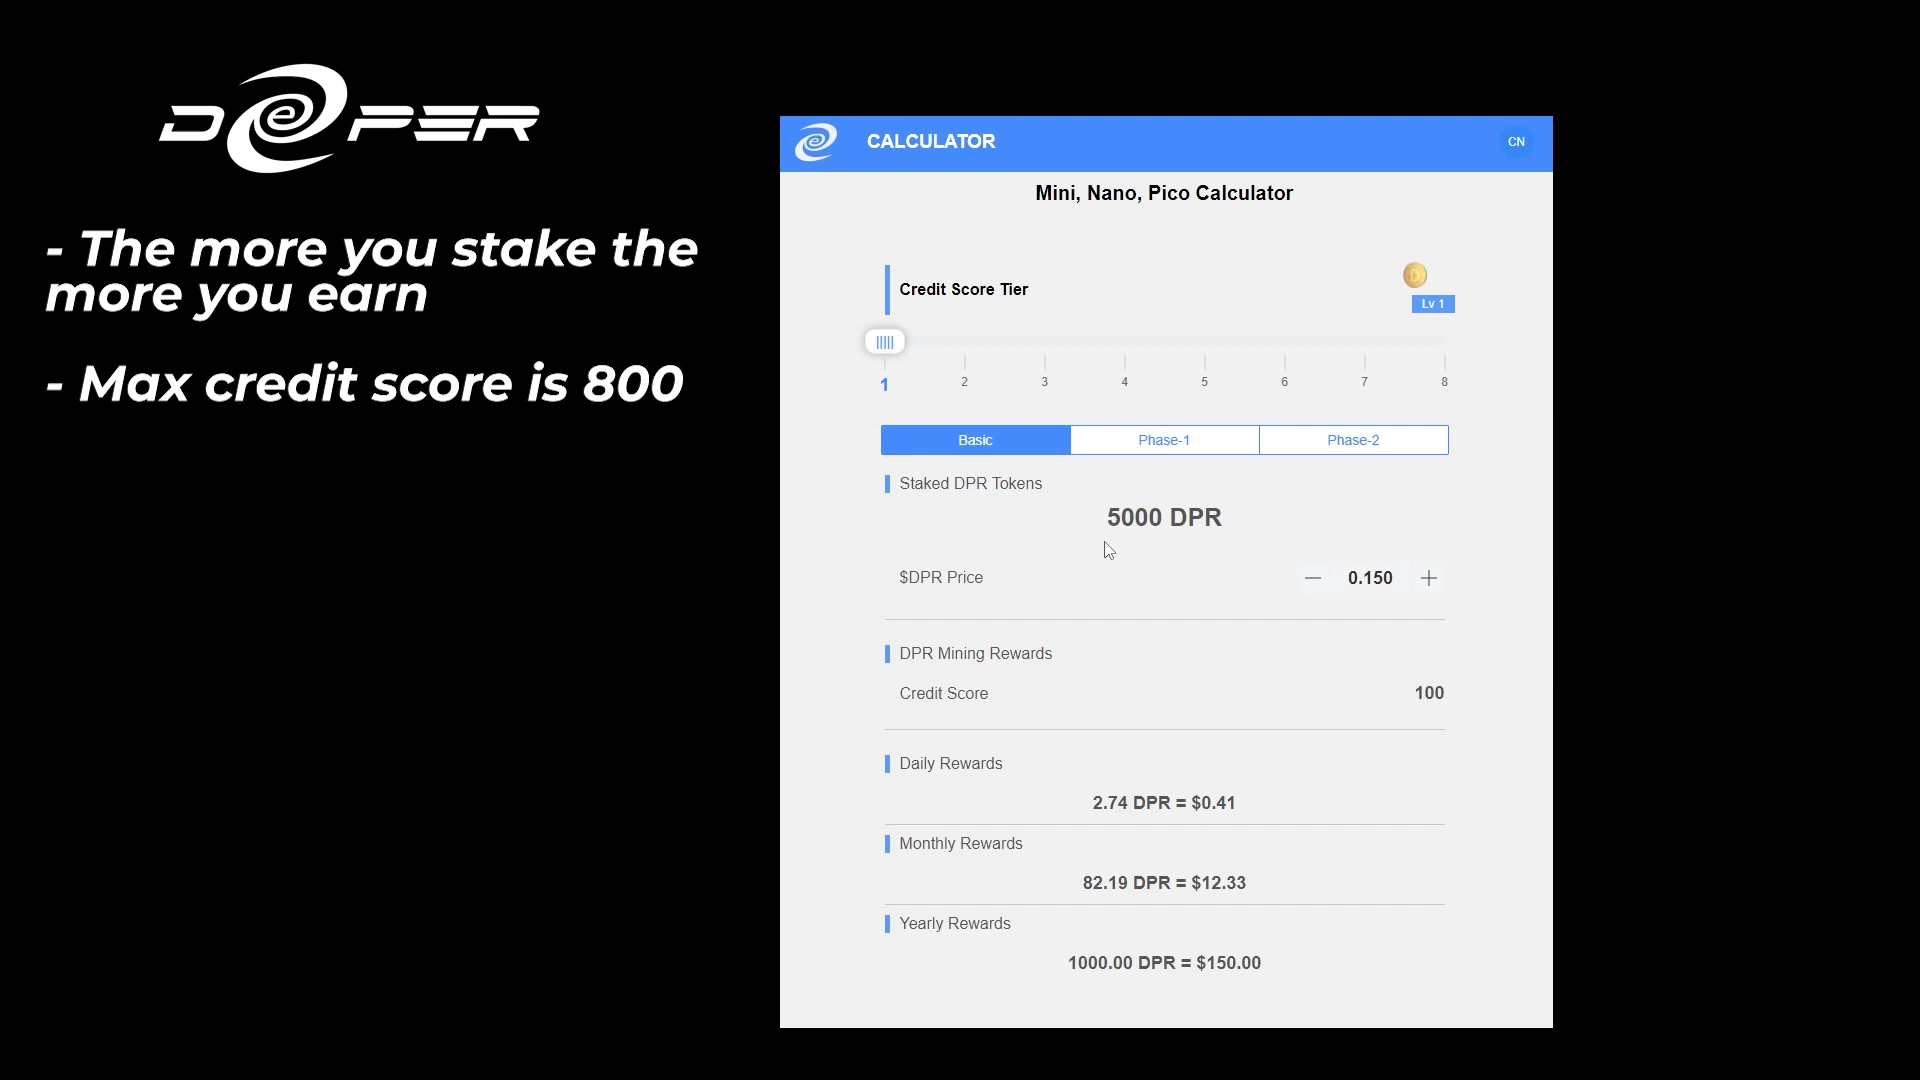 DeePER
- The more you stake the
more you earn
- Max credit score is 800
CALCULATOR
CN
Mini, Nano, Pico Calculator
Credit Score Tier
Lv 1
1 2 3 4 5 6 7 8
Basic Phase-1 Phase-2
Staked DPR Tokens
5000 DPR
$DPR Price — 0.150 +
DPR Mining Rewards
Credit Score 100
Daily Rewards
2.74 DPR = $0.41
Monthly Rewards
82.19 DPR = $12.33
Yearly Rewards
1000.00 DPR = $150.00